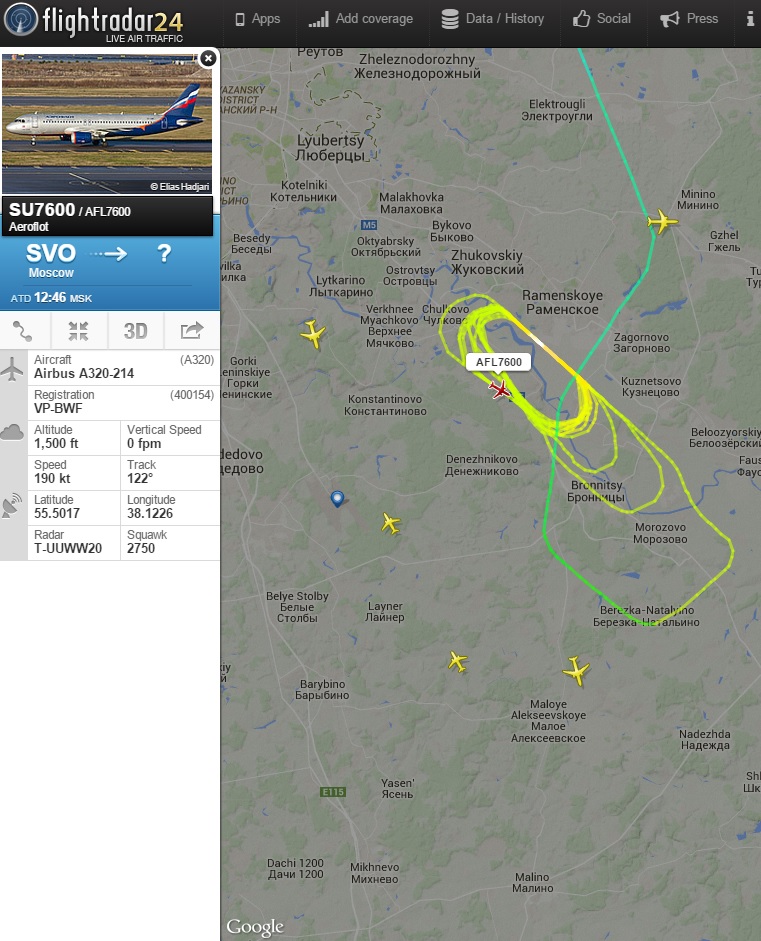 flightradar24
LIVE AIR TRAFFIC
Apps
Add coverage
Data / History
Social
Press
© Elias Hadjari
SU7600 / AFL7600
Aeroflot
SVO
Moscow
?
ATD 12:46 MSK
3D
Aircraft (A320)
Airbus A320-214
Registration (400154)
VP-BWF
Altitude
1,500 ft
Vertical Speed
0 fpm
Speed
190 kt
Track
122°
Latitude
55.5017
Longitude
38.1226
Radar
T-UUWW20
Squawk
2750
Реутов
Zheleznodorozhny
Железнодорожный
Elektrougli
Электроугли
Lyubertsy
Люберцы
Kotelniki
Котельники
Malakhovka
Малаховка
Minino
Минино
M5
Bykovo
Быково
Gzhel
Гжель
Besedy
Беседы
Oktyabrsky
Октябрьский
Zhukovskiy
Жуковский
Ostrovtsy
Островцы
Lytkarino
Лыткарино
Ramenskoye
Раменское
Verkhnee
Myachkovo
Верхнее
Мячково
Chulkovo
Чулково
Zagornovo
Загорново
AFL7600
Gorki
Leninskiye
Горки
Ленинские
Kuznetsovo
Кузнецово
Konstantinovo
Константиново
Beloozyorskiy
Белоозёрский
Denezhnikovo
Денежниково
Bronnitsy
Бронницы
Morozovo
Морозово
Belye Stolby
Белые
Столбы
Layner
Лайнер
Berezka-Natalyino
Березка-Натальино
Barybino
Барыбино
Maloye
Alekseevskoye
Малое
Алексеевское
Nadezhda
Надежда
Yasen'
Ясень
E115
Dachi 1200
Дачи 1200
Mikhnevo
Михнево
Malino
Малино
Google